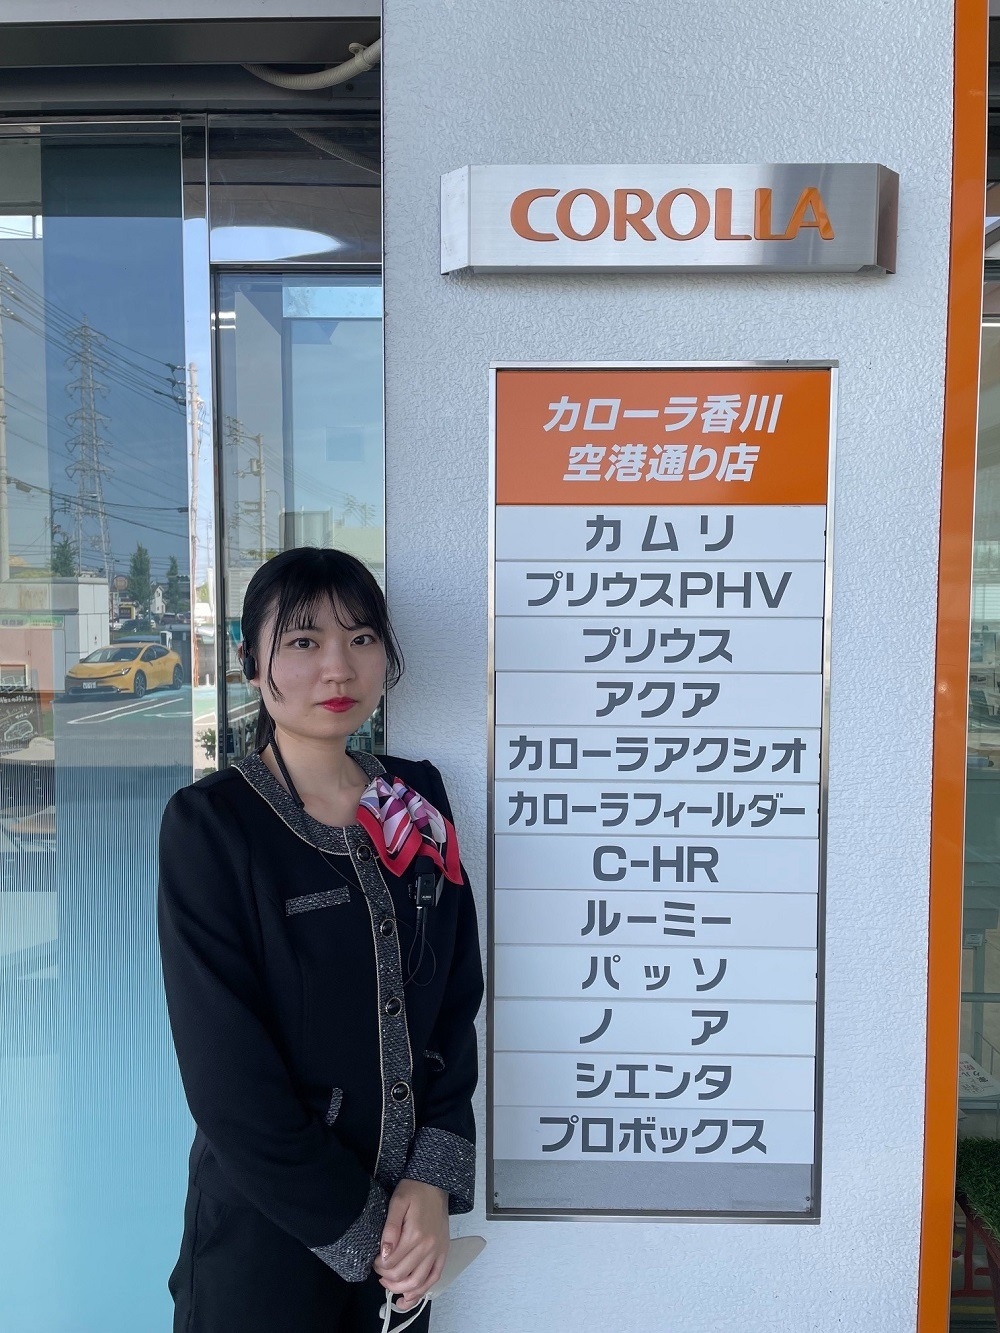 COROLLA
カローラ香川
空港通り店
カムリ
プリウスPHV
プリウス
アクア
カローラアクシオ
カローラフィールダー
C-HR
ルーミー
パッソ
ノア
シエンタ
プロボックス